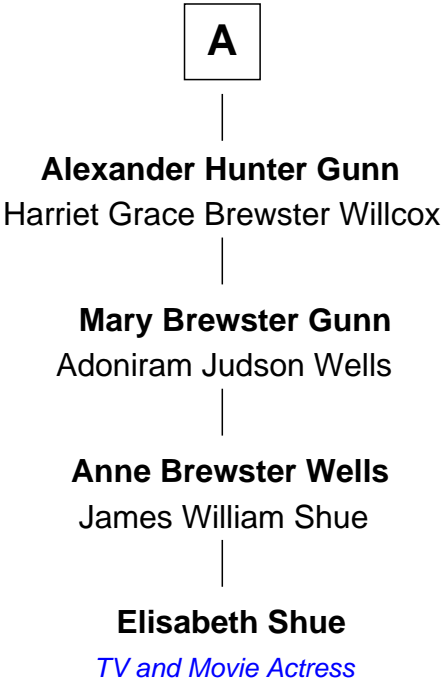 A
Alexander Hunter Gunn
Harriet Grace Brewster Willcox
Mary Brewster Gunn
Adoniram Judson Wells
Anne Brewster Wells
James William Shue
Elisabeth Shue
TV and Movie Actress